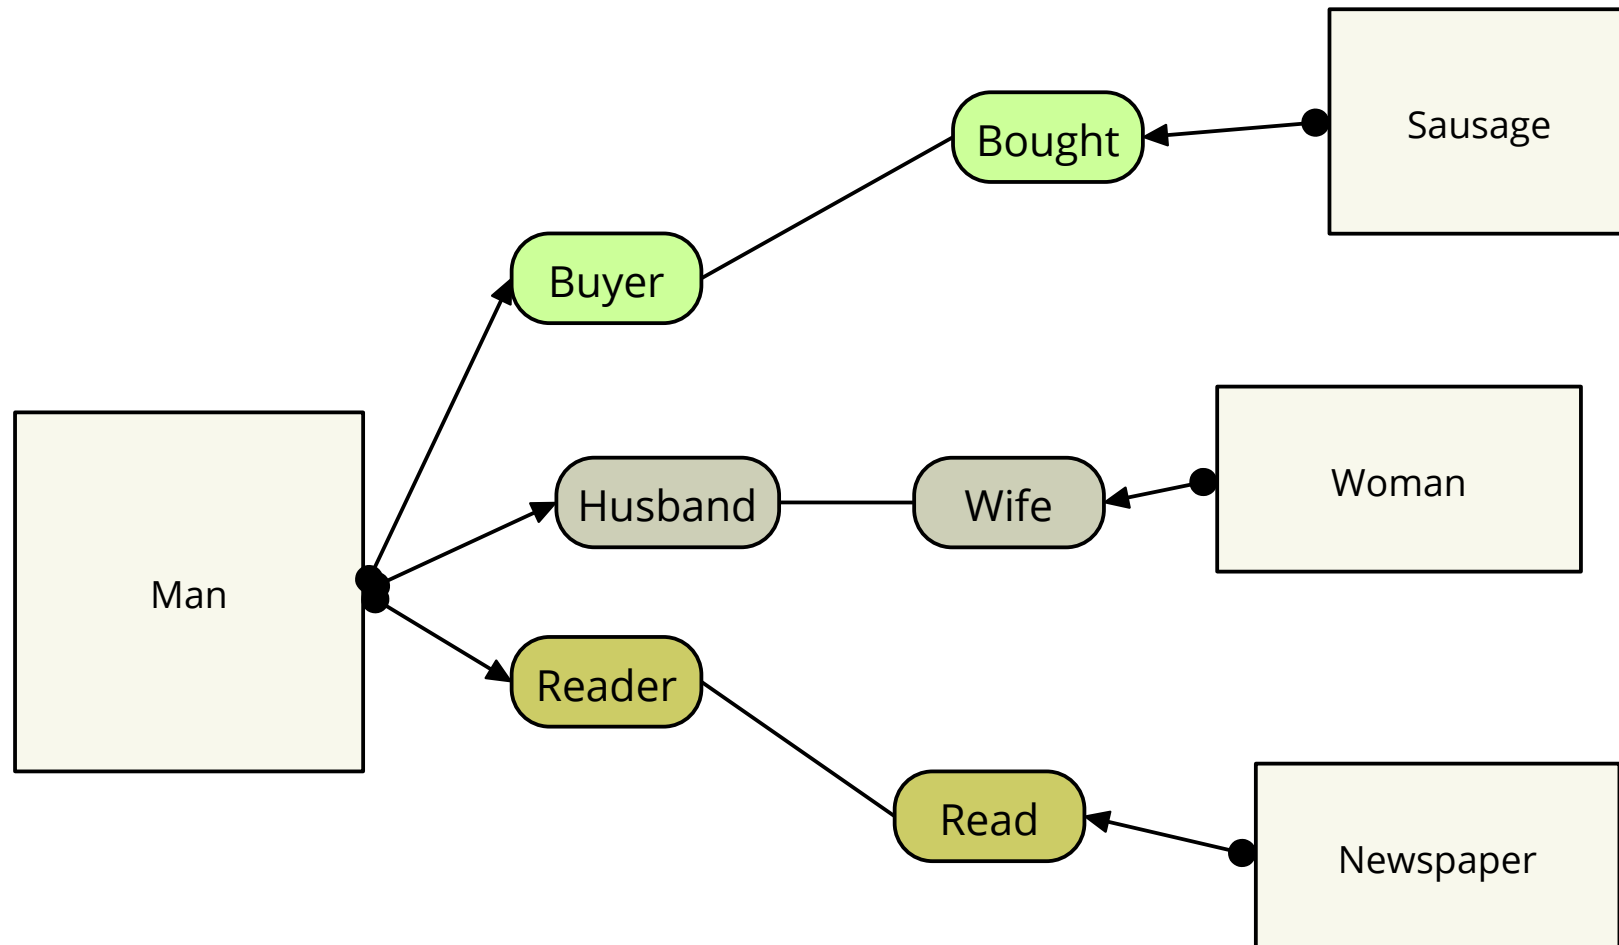 Sausage
Bought
Buyer
Woman
Husband
Wife
Man
Reader
Read
Newspaper